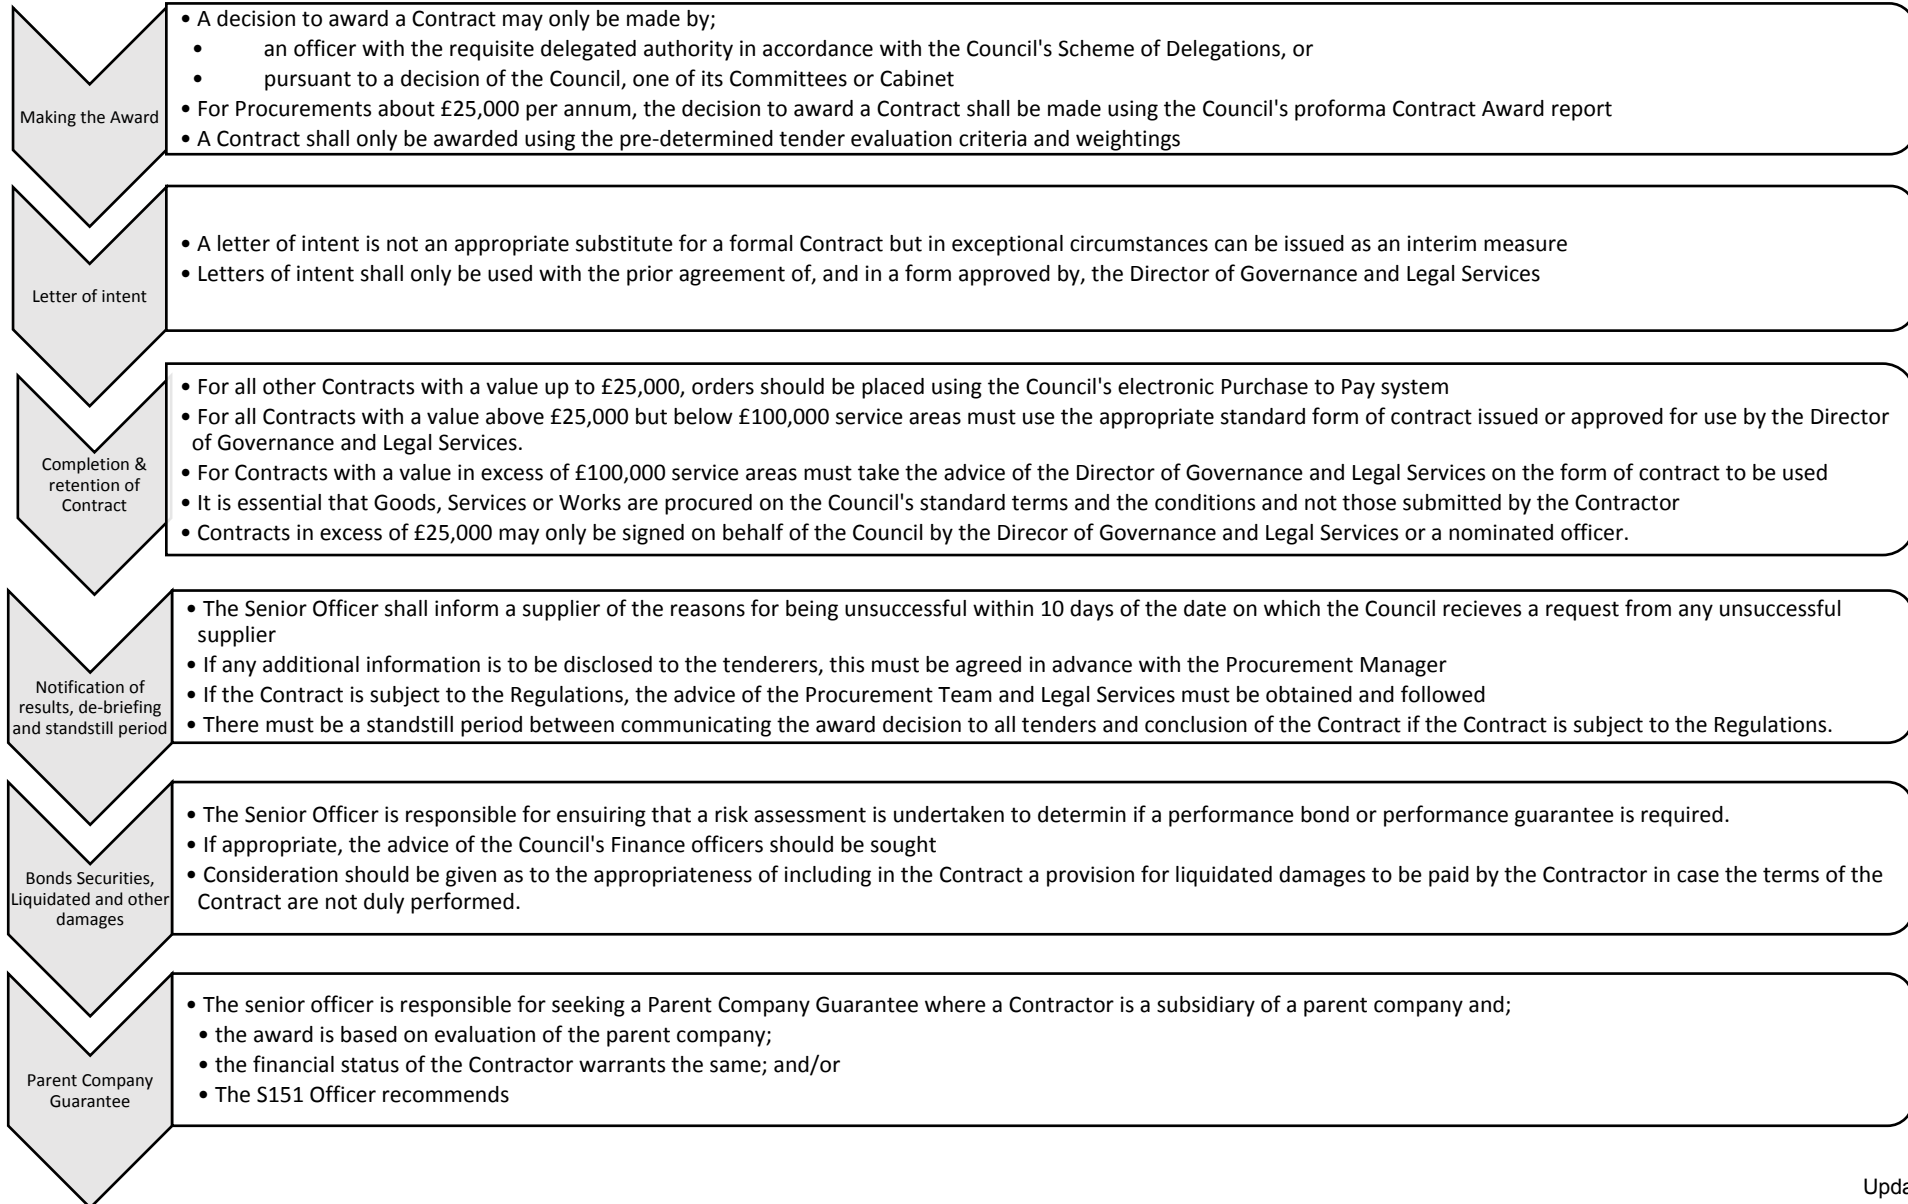 • A decision to award a Contract may only be made by;
• an officer with the requisite delegated authority in accordance with the Council's Scheme of Delegations, or
• pursuant to a decision of the Council, one of its Committees or Cabinet
• For Procurements about £25,000 per annum, the decision to award a Contract shall be made using the Council's proforma Contract Award report
• A Contract shall only be awarded using the pre-determined tender evaluation criteria and weightings
Making the Award
• A letter of intent is not an appropriate substitute for a formal Contract but in exceptional circumstances can be issued as an interim measure
• Letters of intent shall only be used with the prior agreement of, and in a form approved by, the Director of Governance and Legal Services
Letter of intent
• For all other Contracts with a value up to £25,000, orders should be placed using the Council's electronic Purchase to Pay system
• For all Contracts with a value above £25,000 but below £100,000 service areas must use the appropriate standard form of contract issued or approved for use by the Director
of Governance and Legal Services.
• For Contracts with a value in excess of £100,000 service areas must take the advice of the Director of Governance and Legal Services on the form of contract to be used
• It is essential that Goods, Services or Works are procured on the Council's standard terms and the conditions and not those submitted by the Contractor
• Contracts in excess of £25,000 may only be signed on behalf of the Council by the Direcor of Governance and Legal Services or a nominated officer.
Completion &
retention of
Contract
• The Senior Officer shall inform a supplier of the reasons for being unsuccessful within 10 days of the date on which the Council recieves a request from any unsuccessful
supplier
• If any additional information is to be disclosed to the tenderers, this must be agreed in advance with the Procurement Manager
• If the Contract is subject to the Regulations, the advice of the Procurement Team and Legal Services must be obtained and followed
• There must be a standstill period between communicating the award decision to all tenders and conclusion of the Contract if the Contract is subject to the Regulations.
Notification of
results, de-briefing
and standstill period
• The Senior Officer is responsible for ensuiring that a risk assessment is undertaken to determin if a performance bond or performance guarantee is required.
• If appropriate, the advice of the Council's Finance officers should be sought
• Consideration should be given as to the appropriateness of including in the Contract a provision for liquidated damages to be paid by the Contractor in case the terms of the
Contract are not duly performed.
Bonds Securities,
Liquidated and other
damages
• The senior officer is responsible for seeking a Parent Company Guarantee where a Contractor is a subsidiary of a parent company and;
• the award is based on evaluation of the parent company;
• the financial status of the Contractor warrants the same; and/or
• The S151 Officer recommends
Parent Company
Guarantee